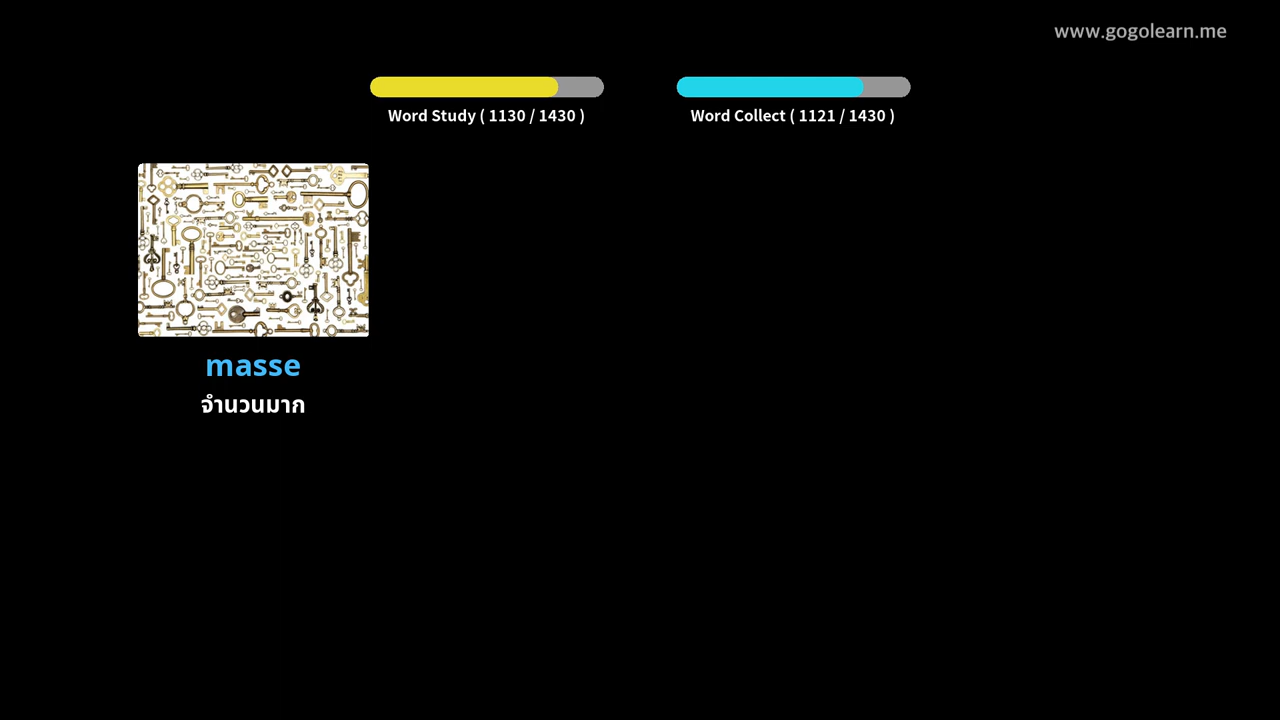 www.gogolearn.me
Word Study ( 1130 / 1430 )
Word Collect ( 1121 / 1430 )
masse
จำนวนมาก